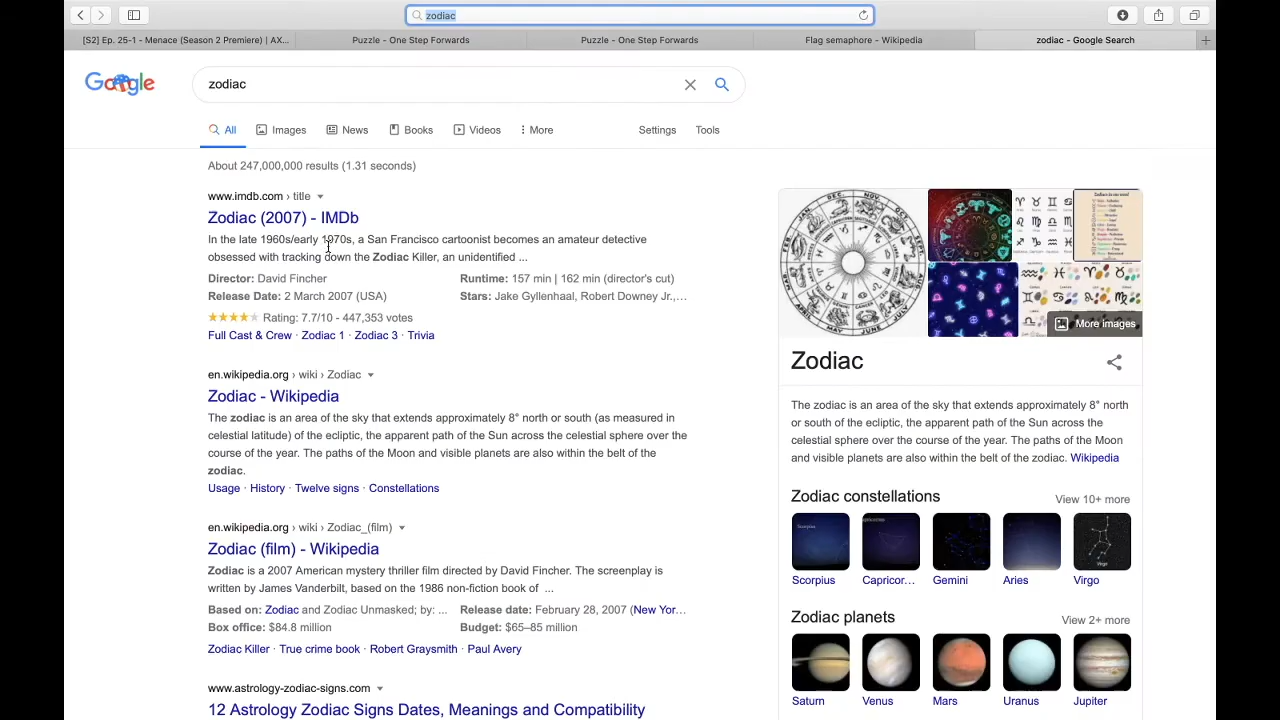 zodiac
[S2] Ep. 25-1 - Menace (Season 2 Premiere) | AX...
Puzzle - One Step Forwards
Puzzle - One Step Forwards
Flag semaphore - Wikipedia
zodiac - Google Search
Google
zodiac
All
Images
News
Books
Videos
More
Settings
Tools
About 247,000,000 results (1.31 seconds)
www.imdb.com › title
Zodiac (2007) - IMDb
In the late 1960s/early 1970s, a San Francisco cartoonist becomes an amateur detective
obsessed with tracking down the Zodiac Killer, an unidentified ...
Director: David Fincher
Runtime: 157 min | 162 min (director's cut)
Release Date: 2 March 2007 (USA)
Stars: Jake Gyllenhaal, Robert Downey Jr.,...
Rating: 7.7/10 - 447,353 votes
Full Cast & Crew · Zodiac 1 · Zodiac 3 · Trivia
en.wikipedia.org › wiki › Zodiac
Zodiac - Wikipedia
The zodiac is an area of the sky that extends approximately 8° north or south (as measured in
celestial latitude) of the ecliptic, the apparent path of the Sun across the celestial sphere over the
course of the year. The paths of the Moon and visible planets are also within the belt of the
zodiac.
Usage · History · Twelve signs · Constellations
en.wikipedia.org › wiki › Zodiac_(film)
Zodiac (film) - Wikipedia
Zodiac is a 2007 American mystery thriller film directed by David Fincher. The screenplay is
written by James Vanderbilt, based on the 1986 non-fiction book of ...
Based on: Zodiac and Zodiac Unmasked; by: ...
Release date: February 28, 2007 (New Yor...
Box office: $84.8 million
Budget: $65–85 million
Zodiac Killer · True crime book · Robert Graysmith · Paul Avery
www.astrology-zodiac-signs.com
12 Astrology Zodiac Signs Dates, Meanings and Compatibility
More images
Zodiac
The zodiac is an area of the sky that extends approximately 8° north
or south of the ecliptic, the apparent path of the Sun across the
celestial sphere over the course of the year. The paths of the Moon
and visible planets are also within the belt of the zodiac. Wikipedia
Zodiac constellations
View 10+ more
Scorpius
Capricor...
Gemini
Aries
Virgo
Zodiac planets
View 2+ more
Saturn
Venus
Mars
Uranus
Jupiter